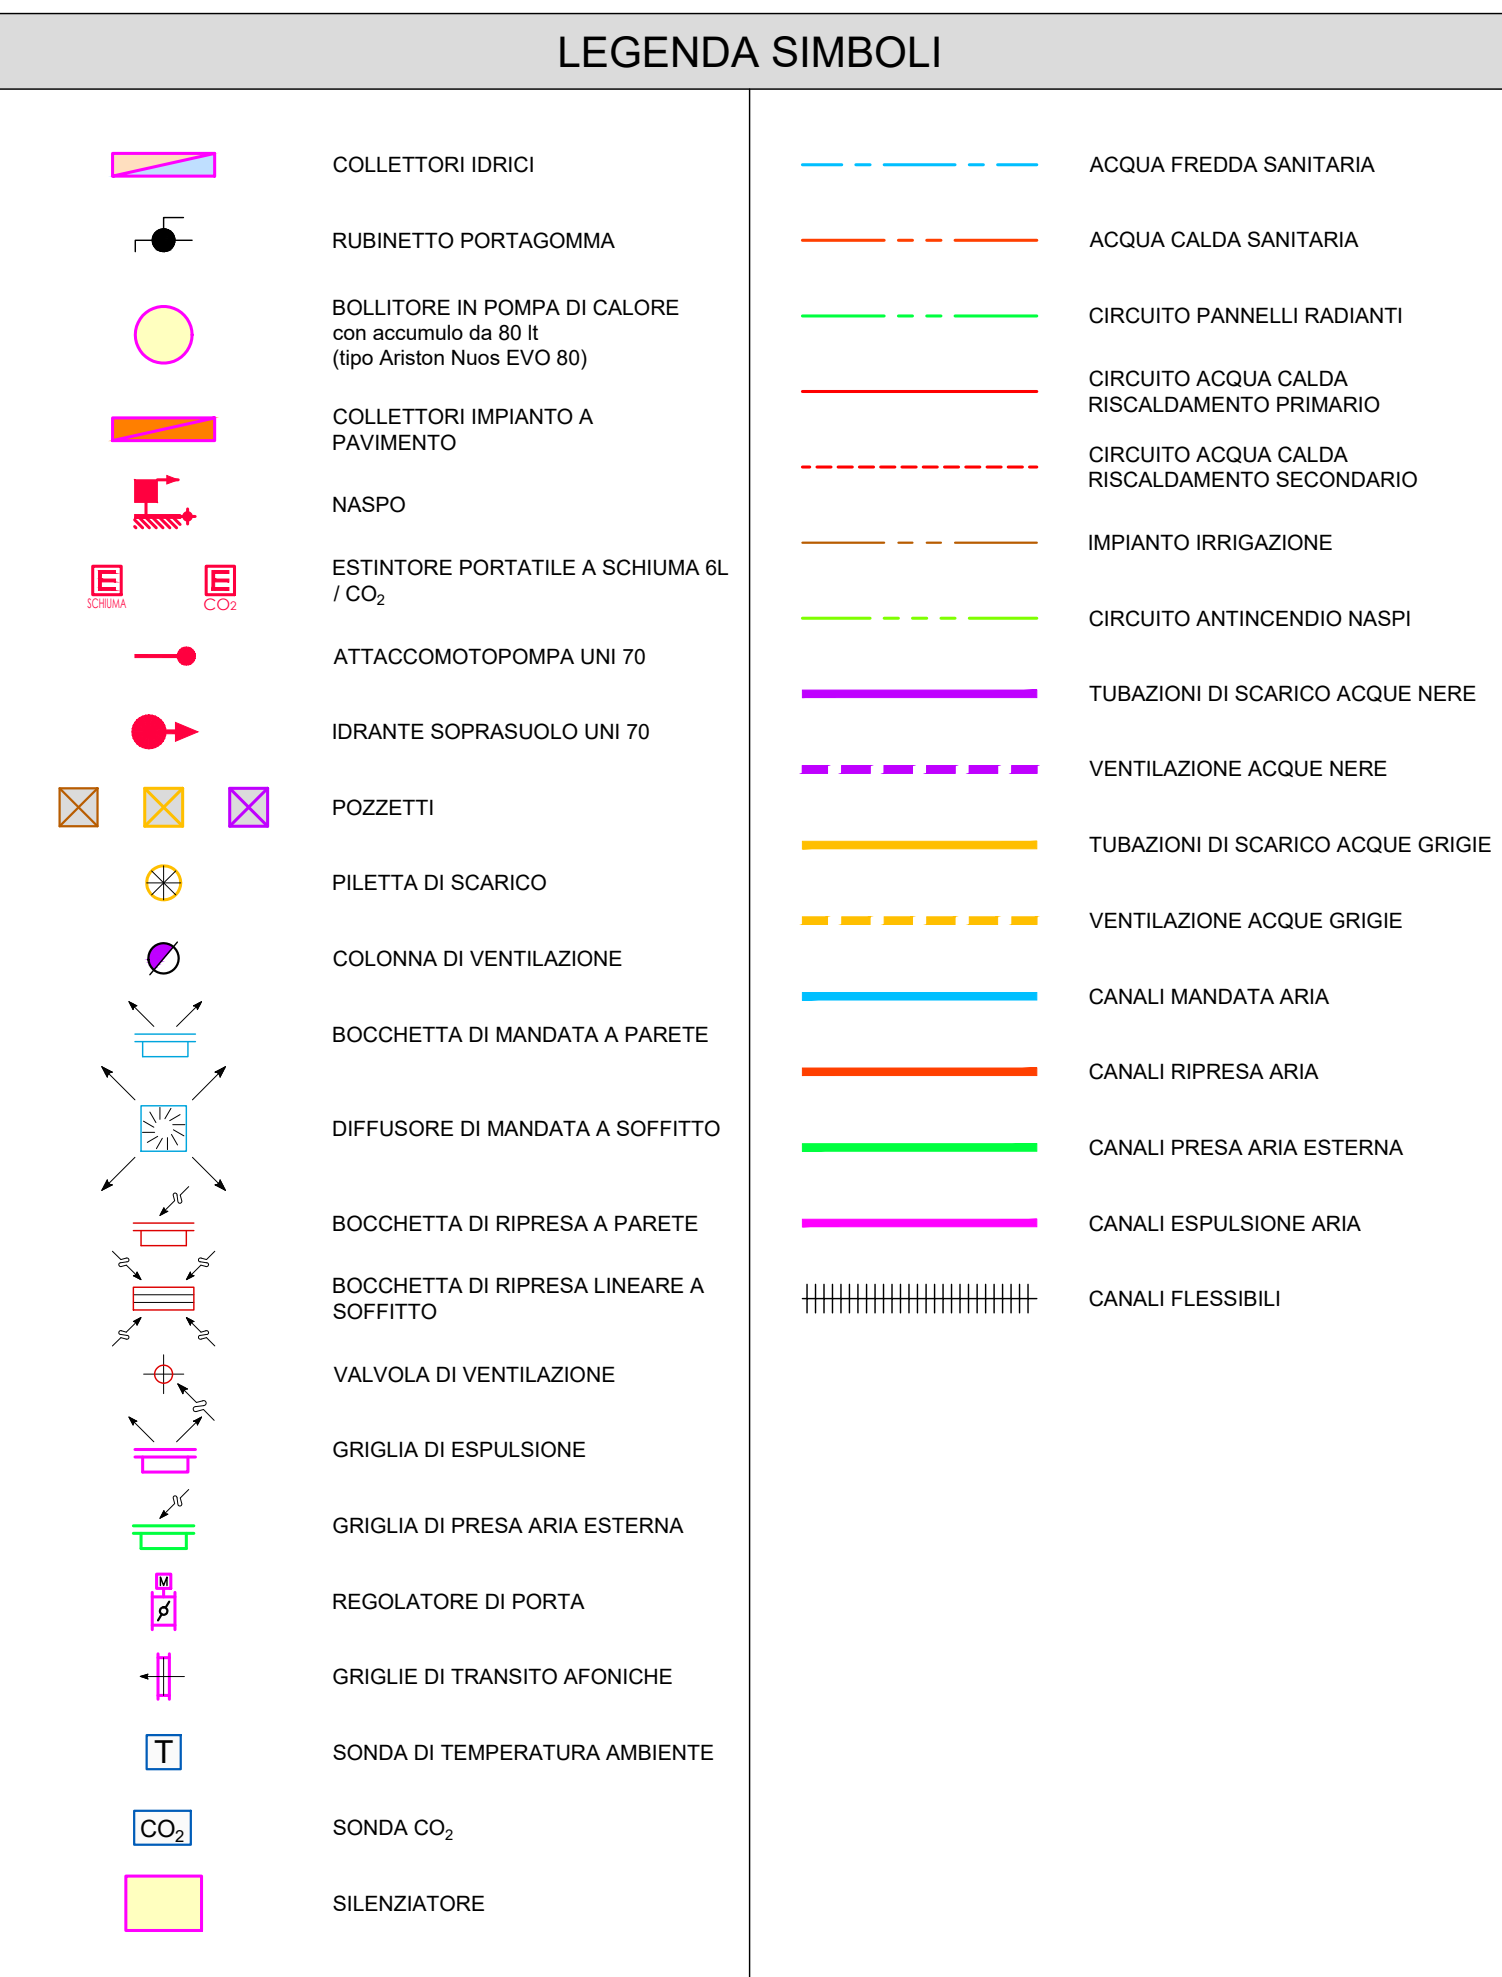 LEGENDA SIMBOLI
COLLETTORI IDRICI
RUBINETTO PORTAGOMMA
BOLLITORE IN POMPA DI CALORE
con accumulo da 80 lt
(tipo Ariston Nuos EVO 80)
COLLETTORI IMPIANTO A
PAVIMENTO
NASPO
E
SCHIUMA
E
CO2
ESTINTORE PORTATILE A SCHIUMA 6L
/ CO₂
ATTACCOMOTOPOMPA UNI 70
IDRANTE SOPRASUOLO UNI 70
POZZETTI
PILETTA DI SCARICO
COLONNA DI VENTILAZIONE
BOCCHETTA DI MANDATA A PARETE
DIFFUSORE DI MANDATA A SOFFITTO
BOCCHETTA DI RIPRESA A PARETE
BOCCHETTA DI RIPRESA LINEARE A
SOFFITTO
VALVOLA DI VENTILAZIONE
GRIGLIA DI ESPULSIONE
GRIGLIA DI PRESA ARIA ESTERNA
M
REGOLATORE DI PORTA
GRIGLIE DI TRANSITO AFONICHE
T
SONDA DI TEMPERATURA AMBIENTE
CO₂
SONDA CO₂
SILENZIATORE
ACQUA FREDDA SANITARIA
ACQUA CALDA SANITARIA
CIRCUITO PANNELLI RADIANTI
CIRCUITO ACQUA CALDA
RISCALDAMENTO PRIMARIO
CIRCUITO ACQUA CALDA
RISCALDAMENTO SECONDARIO
IMPIANTO IRRIGAZIONE
CIRCUITO ANTINCENDIO NASPI
TUBAZIONI DI SCARICO ACQUE NERE
VENTILAZIONE ACQUE NERE
TUBAZIONI DI SCARICO ACQUE GRIGIE
VENTILAZIONE ACQUE GRIGIE
CANALI MANDATA ARIA
CANALI RIPRESA ARIA
CANALI PRESA ARIA ESTERNA
CANALI ESPULSIONE ARIA
CANALI FLESSIBILI